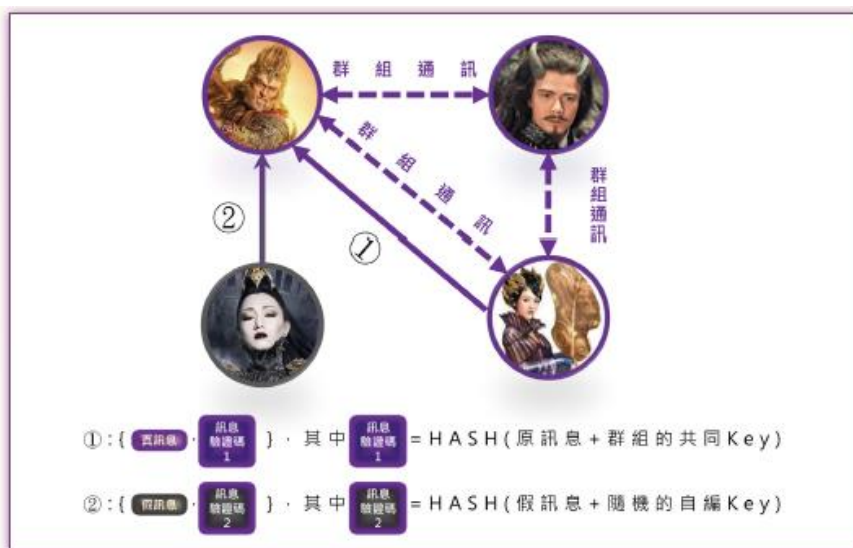 群組通訊
群組通訊
群組通訊
②
①
①:{ 真訊息 · 訊息驗證碼1 } · 其中 訊息驗證碼1 = HASH(原訊息+群組的共同Key)
②:{ 假訊息 · 訊息驗證碼2 } · 其中 訊息驗證碼2 = HASH(假訊息+隨機的自編Key)